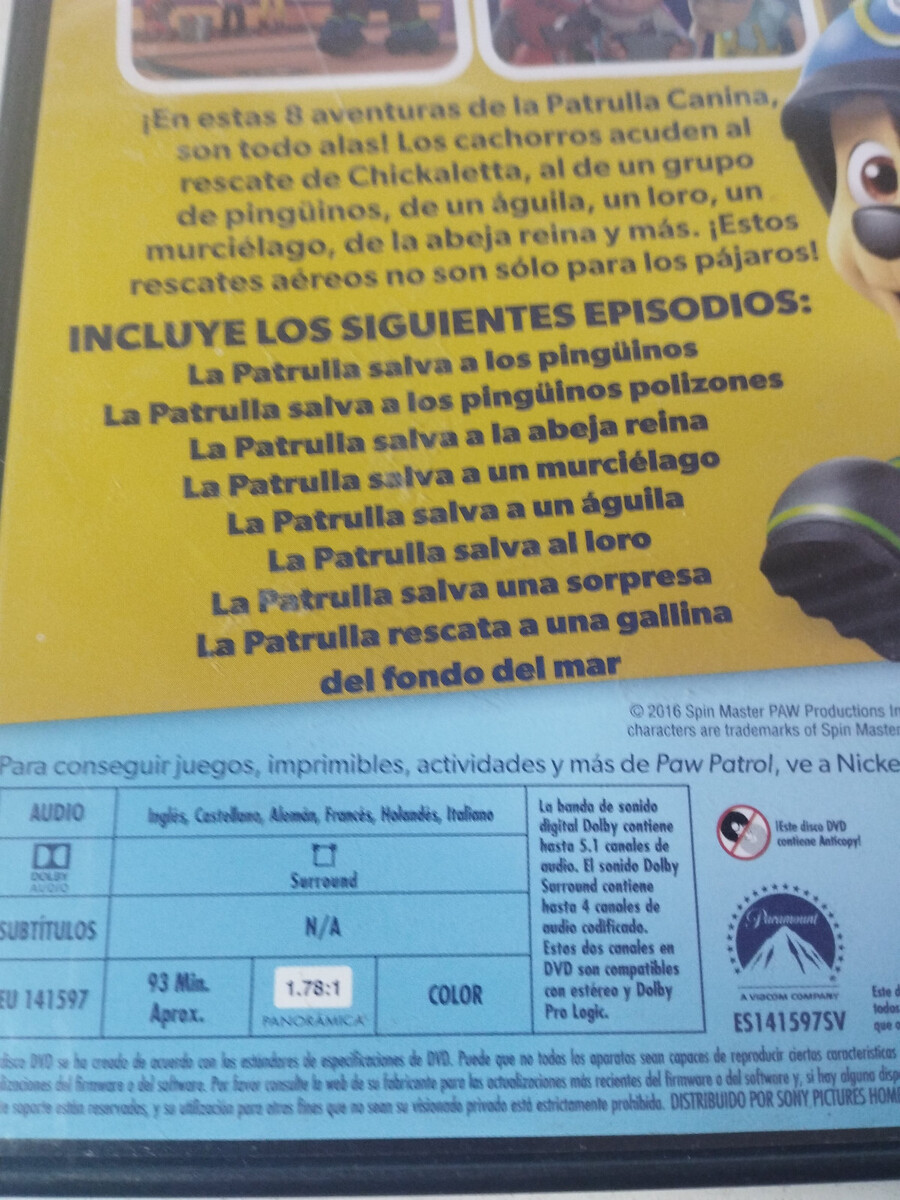 ¡En estas 8 aventuras de la Patrulla Canina,
son todo alas! Los cachorros acuden al
rescate de Chickaletta, al de un grupo
de pingüinos, de un águila, un loro, un
murciélago, de la abeja reina y más. ¡Estos
rescates aéreos no son sólo para los pájaros!
INCLUYE LOS SIGUIENTES EPISODIOS:
La Patrulla salva a los pingüinos
La Patrulla salva a los pingüinos polizones
La Patrulla salva a la abeja reina
La Patrulla salva a un murciélago
La Patrulla salva a un águila
La Patrulla salva al loro
La Patrulla salva una sorpresa
La Patrulla rescata a una gallina
del fondo del mar
© 2016 Spin Master PAW Productions In
characters are trademarks of Spin Master
Para conseguir juegos, imprimibles, actividades y más de Paw Patrol, ve a Nicke
AUDIO
Inglés, Castellano, Alemán, Francés, Holandés, Italiano
DOLBY
AUDIO
Surround
SUBTÍTULOS
N/A
EU 141597
93 Min.
Aprox.
1.78:1
PANORÁMICA
COLOR
La banda de sonido
digital Dolby contiene
hasta 5.1 canales de
audio. El sonido Dolby
Surround contiene
hasta 4 canales de
audio codificado.
Estos dos canales en
DVD son compatibles
con estéreo y Dolby
Pro Logic.
¡Este disco DVD
contiene Anticopy!
Paramount
A VIACOM COMPANY
ES141597SV
Este d
todos
que a
disco DVD se ha creado de acuerdo con los estándares de especificaciones de DVD. Puede que no todos los aparatos sean capaces de reproducir ciertas características
lizaciones del firmware o del software. Por favor consulte la web de su fabricante para las actualizaciones más recientes del firmware o del software y, si hay alguna disp
e soporte están reservados, y su utilización para otros fines que no sean su visionado privado está estrictamente prohibida. DISTRIBUIDO POR SONY PICTURES HOM